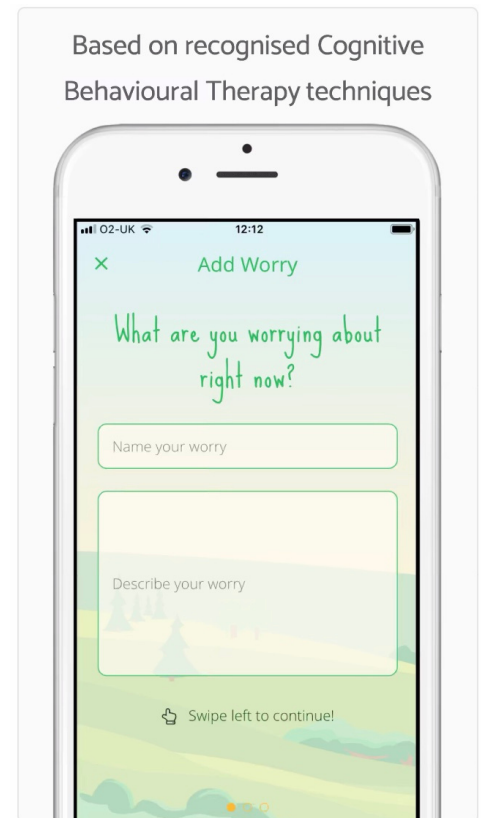 Based on recognised Cognitive
Behavioural Therapy techniques
O2-UK 12:12
Add Worry
What are you worrying about
right now?
Name your worry
Describe your worry
Swipe left to continue!